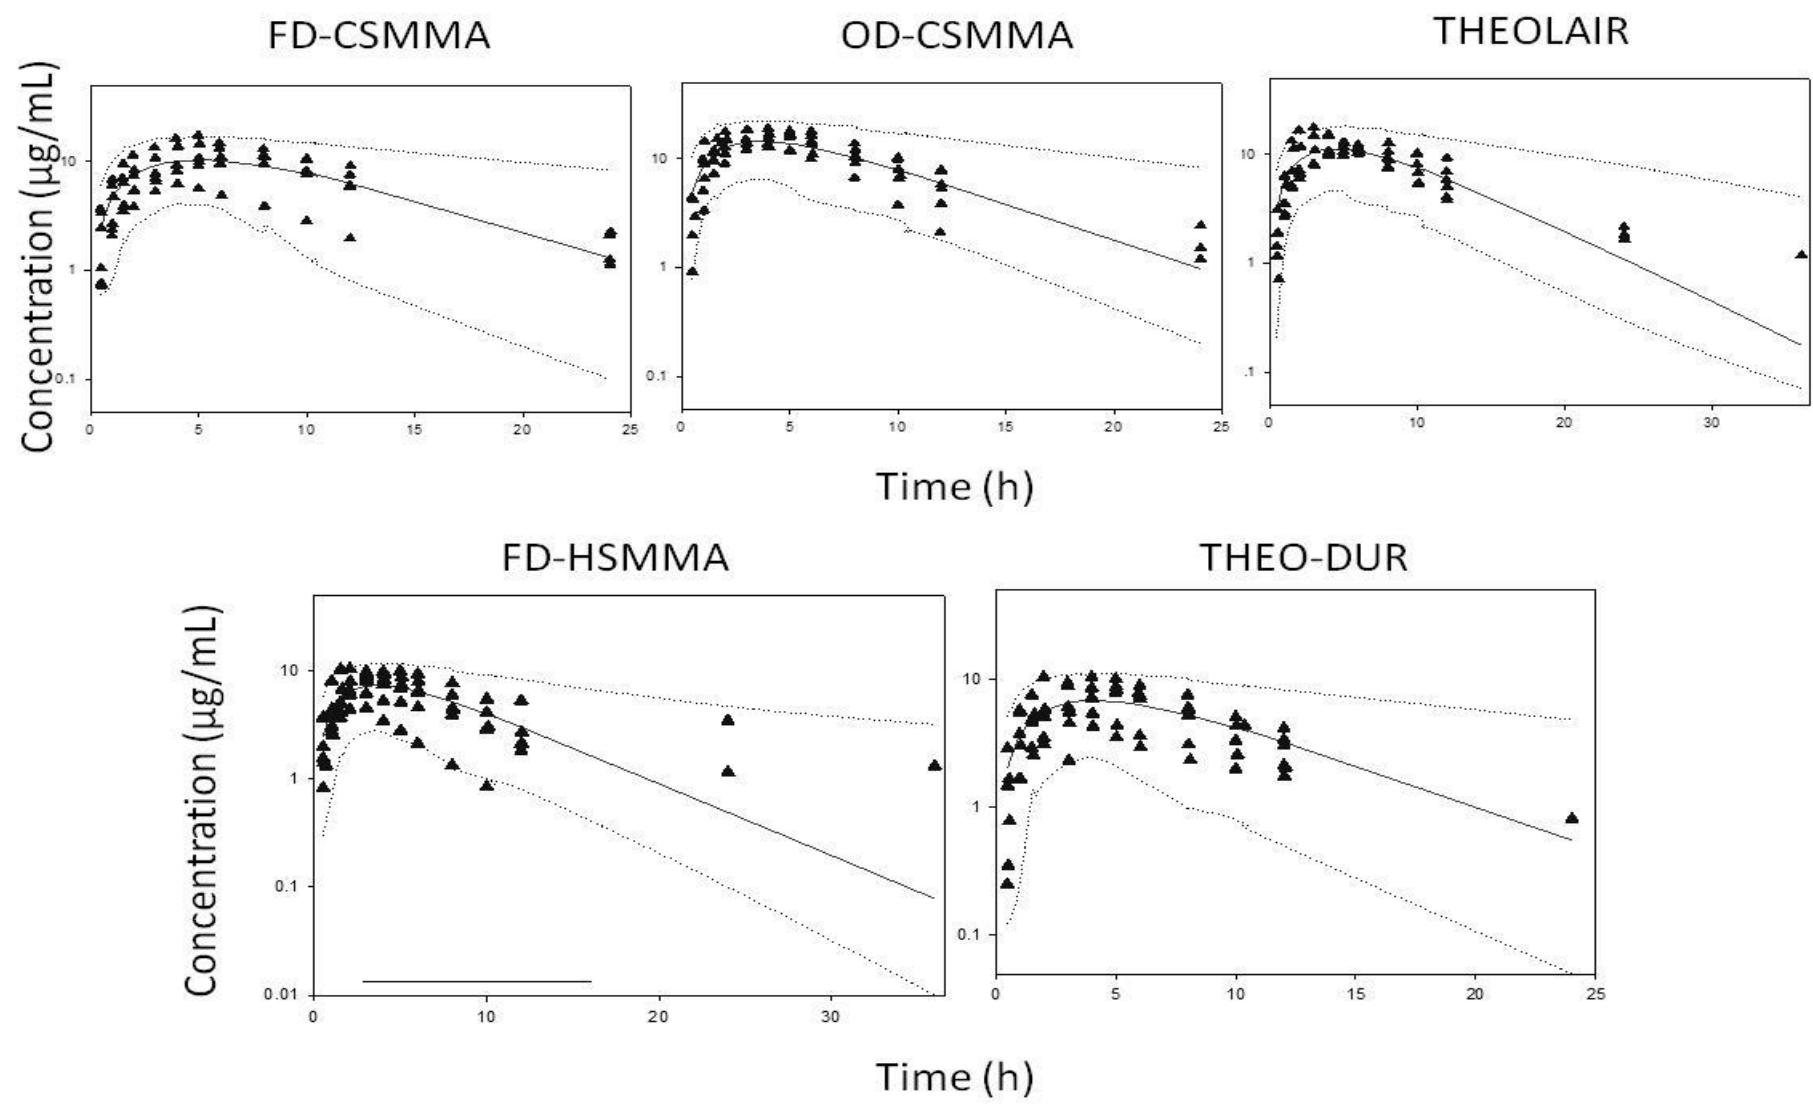 FD-CSMMA
OD-CSMMA
THEOLAIR
Concentration (µg/mL)
10
1
0.1
0 5 10 15 20 25
10
1
0.1
0 5 10 15 20 25
10
1
.1
0 10 20 30
Time (h)
FD-HSMMA
THEO-DUR
Concentration (µg/mL)
10
1
0.1
0.01
0 10 20 30
10
1
0.1
0 5 10 15 20 25
Time (h)